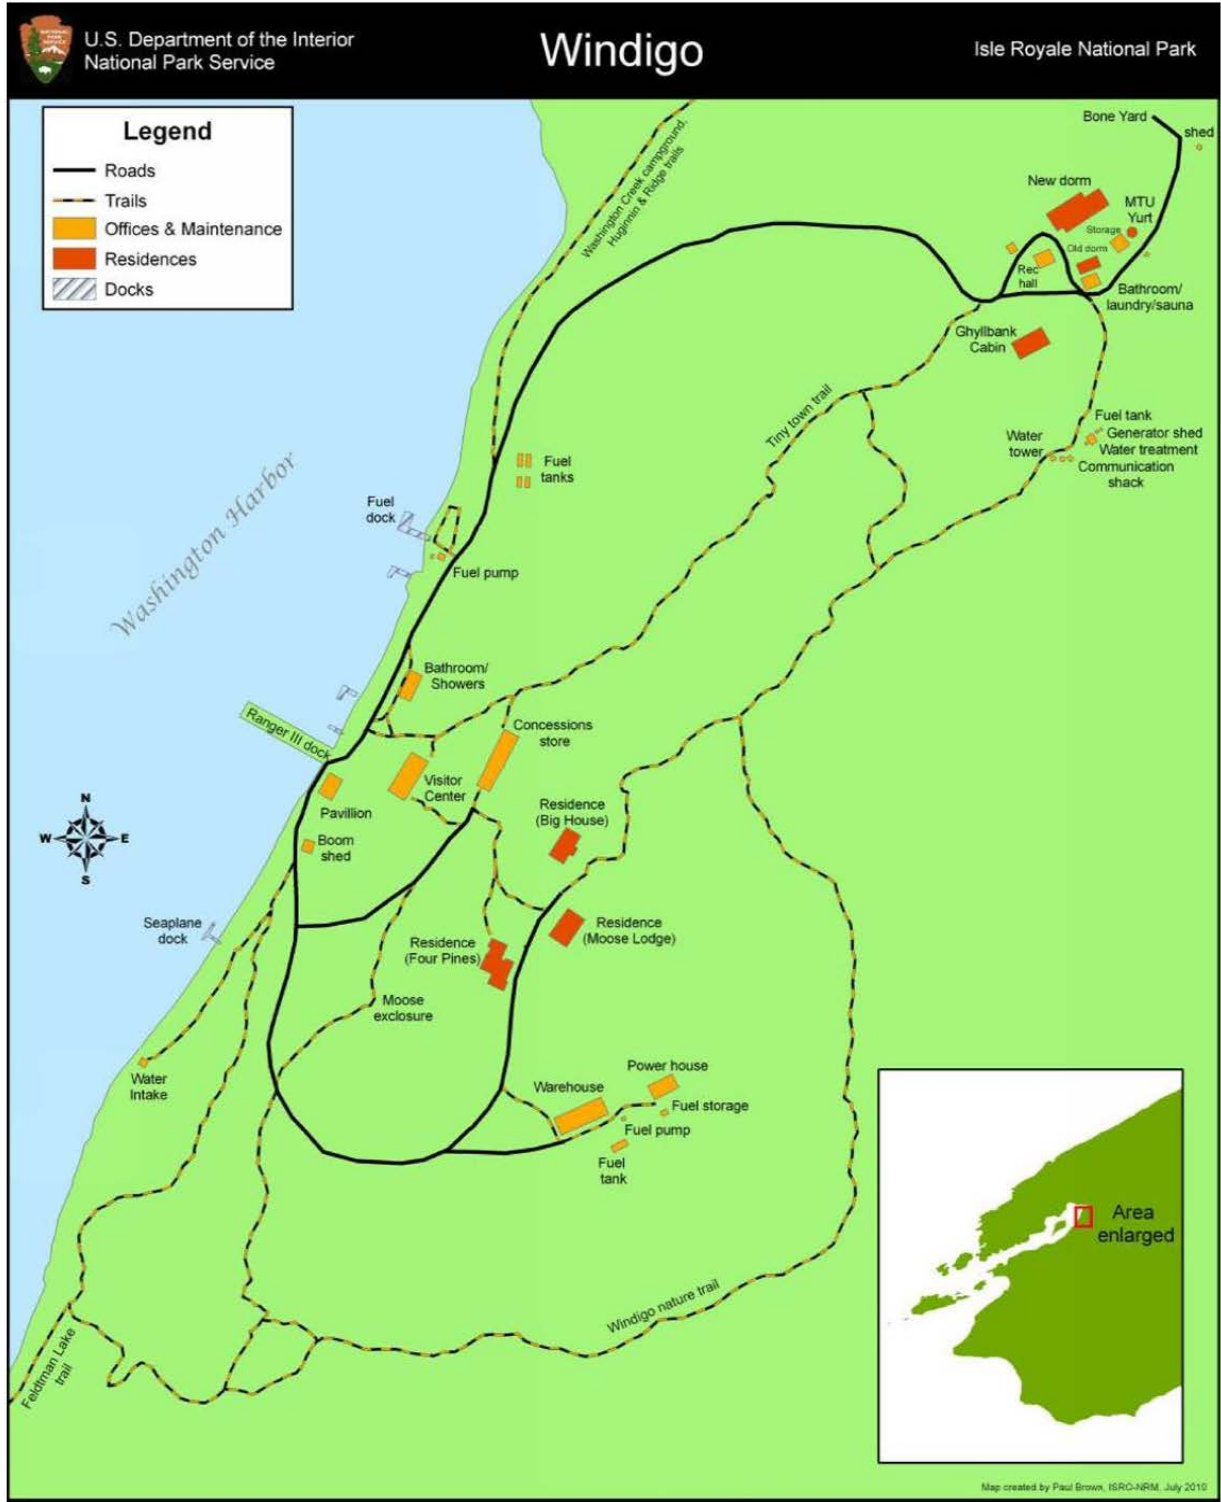 U.S. Department of the Interior
National Park Service
Windigo
Isle Royale National Park
NATIONAL
PARK
SERVICE
Legend
Roads
Trails
Offices & Maintenance
Residences
Docks
Washington Creek campground,
Huginnin & Ridge trails
Bone Yard
shed
New dorm
MTU
Yurt
Storage
Old dorm
Rec
hall
Bathroom/
laundry/sauna
Ghyllbank
Cabin
Tiny town trail
Fuel tank
Generator shed
Water treatment
Water
tower
Communication
shack
Fuel
tanks
Washington Harbor
Fuel
dock
Fuel pump
Bathroom/
Showers
Ranger III dock
Concessions
store
Visitor
Center
Pavillion
Residence
(Big House)
N
W
E
S
Boom
shed
Seaplane
dock
Residence
(Moose Lodge)
Residence
(Four Pines)
Moose
exclosure
Water
Intake
Power house
Warehouse
Fuel storage
Fuel pump
Fuel
tank
Area
enlarged
Windigo nature trail
Feldtman Lake
trail
Map created by Paul Brown, ISRO-NRM, July 2010